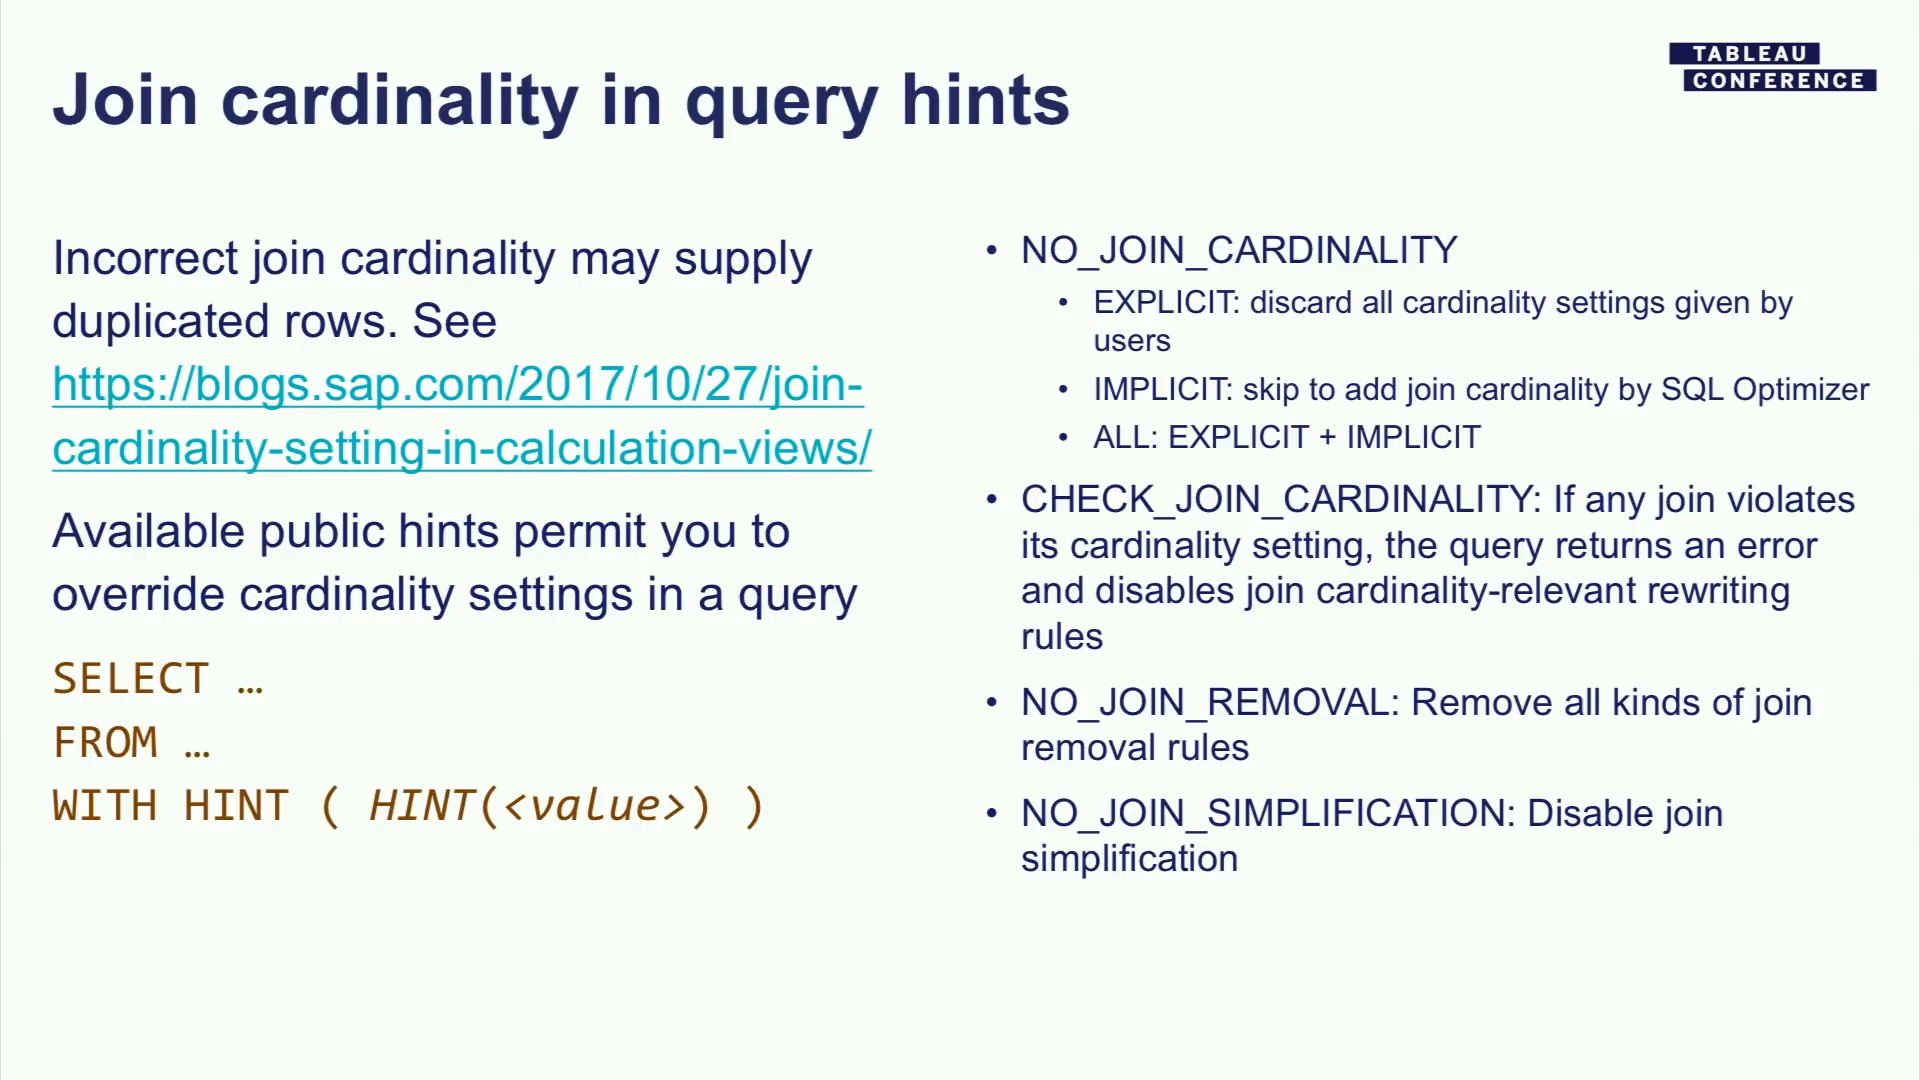 Join cardinality in query hints
TABLEAU
CONFERENCE
Incorrect join cardinality may supply
duplicated rows. See
https://blogs.sap.com/2017/10/27/join-
cardinality-setting-in-calculation-views/
Available public hints permit you to
override cardinality settings in a query
SELECT …
FROM …
WITH HINT ( HINT(<value>) )
• NO_JOIN_CARDINALITY
• EXPLICIT: discard all cardinality settings given by
users
• IMPLICIT: skip to add join cardinality by SQL Optimizer
• ALL: EXPLICIT + IMPLICIT
• CHECK_JOIN_CARDINALITY: If any join violates
its cardinality setting, the query returns an error
and disables join cardinality-relevant rewriting
rules
• NO_JOIN_REMOVAL: Remove all kinds of join
removal rules
• NO_JOIN_SIMPLIFICATION: Disable join
simplification